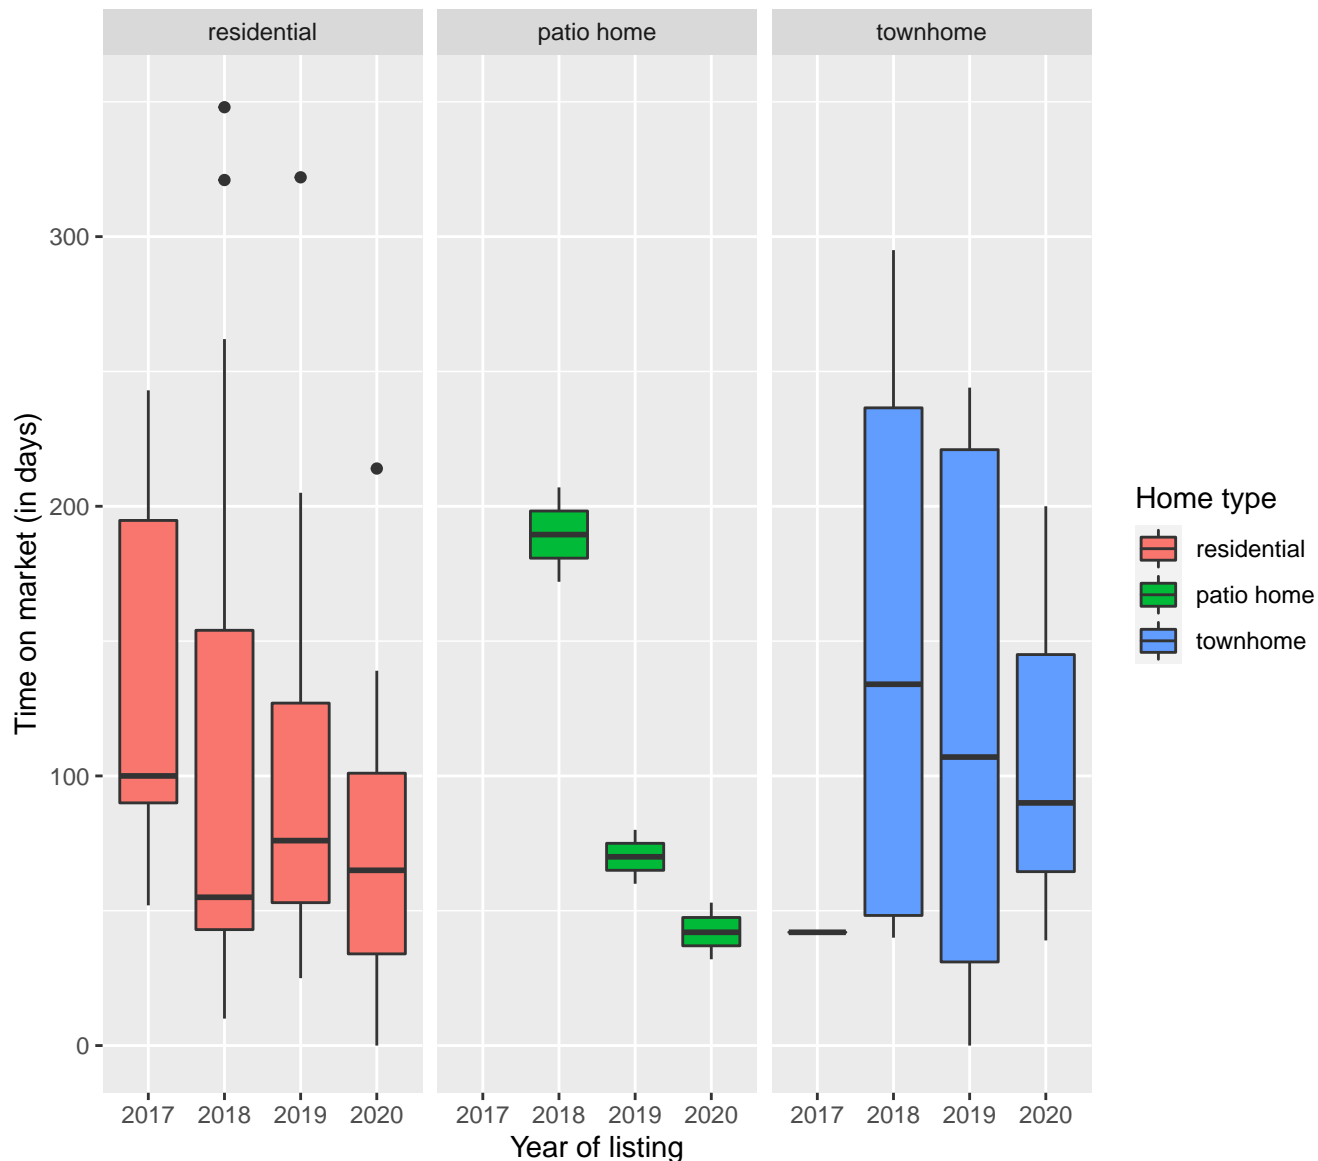 residential patio home townhome
Time on market (in days)
300
200
100
0
2017 2018 2019 2020 2017 2018 2019 2020 2017 2018 2019 2020
Year of listing
Home type
residential
patio home
townhome